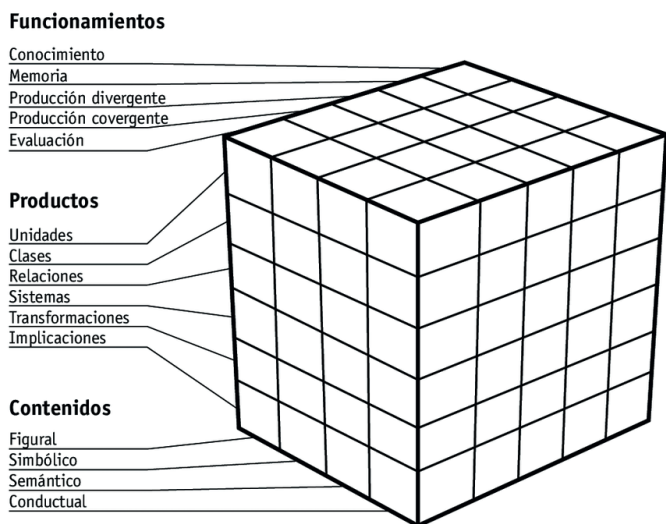 Funcionamientos
Conocimiento
Memoria
Producción divergente
Producción covergente
Evaluación
Productos
Unidades
Clases
Relaciones
Sistemas
Transformaciones
Implicaciones
Contenidos
Figural
Simbólico
Semántico
Conductual